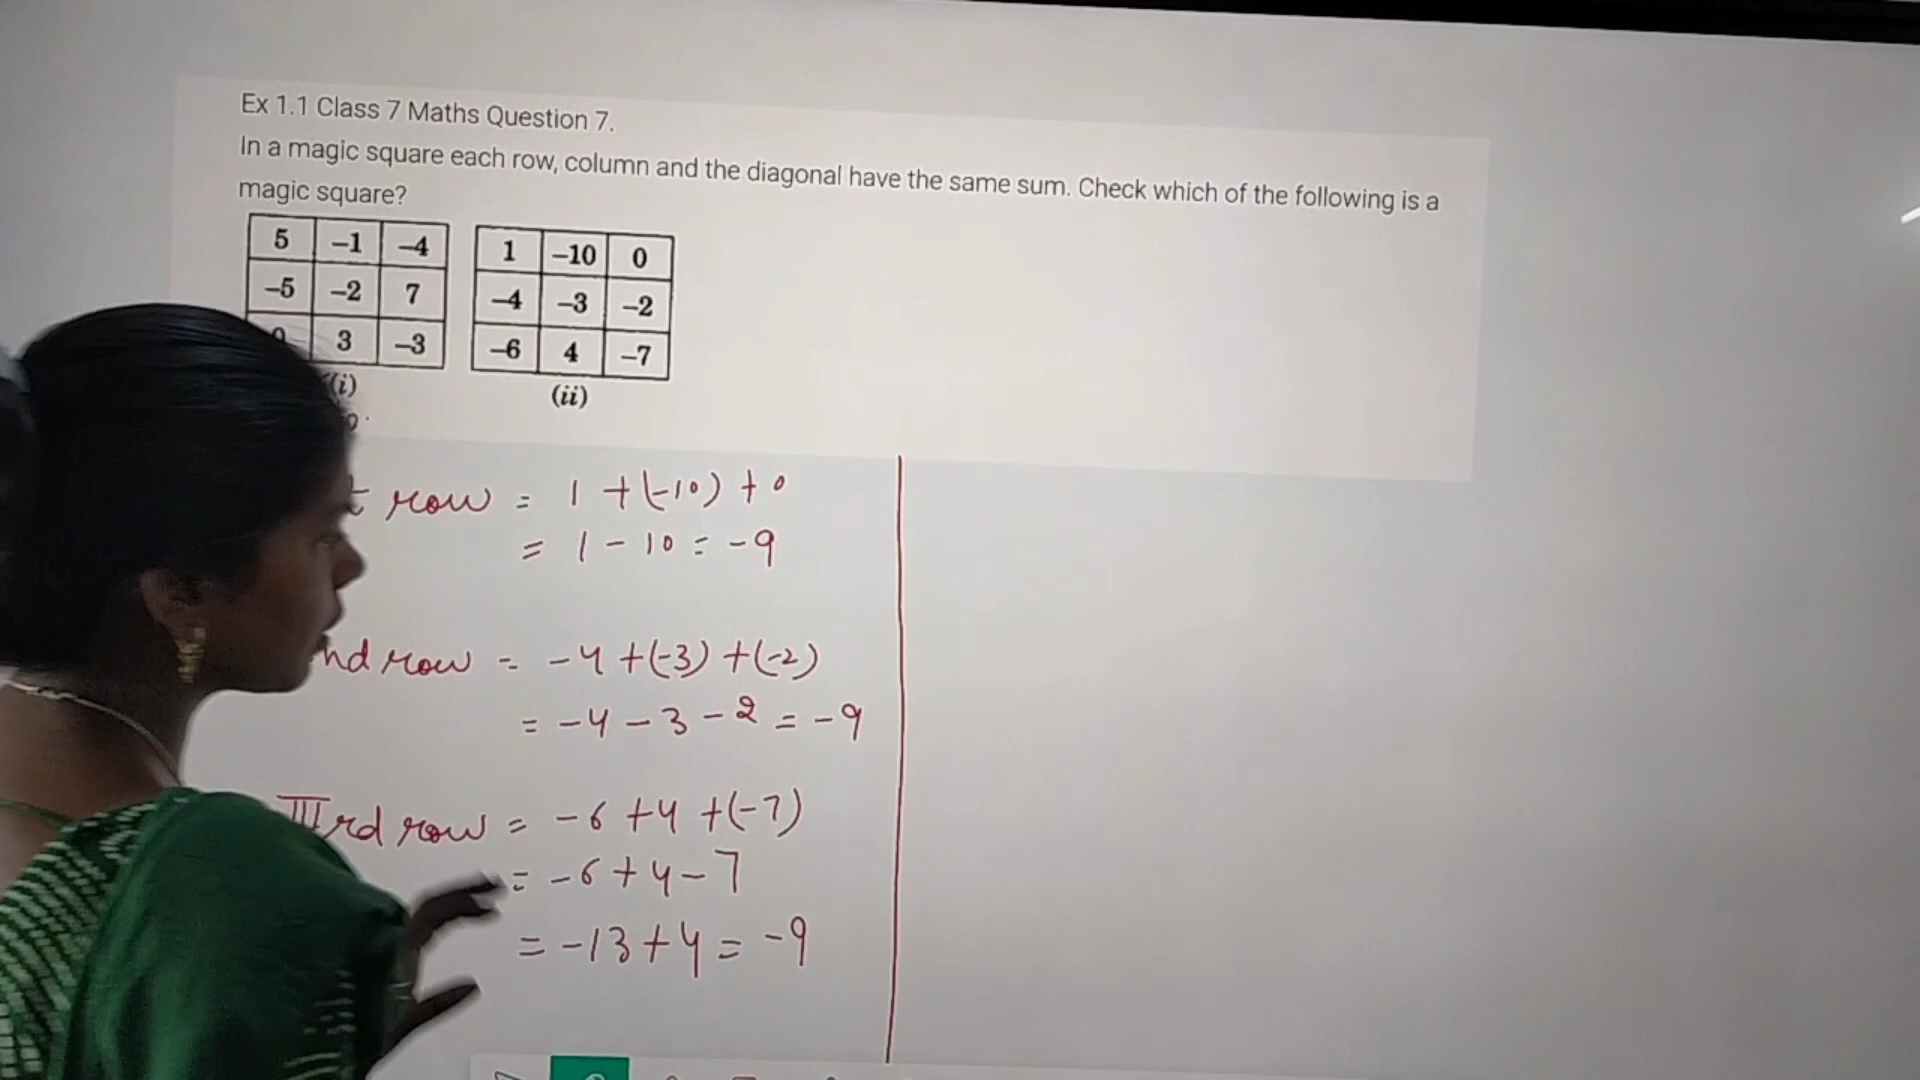 Ex 1.1 Class 7 Maths Question 7.
In a magic square each row, column and the diagonal have the same sum. Check which of the following is a
magic square?
5 –1 –4
–5 –2 7
3 –3
(i)
1 –10 0
–4 –3 –2
–6 4 –7
(ii)
row = 1 + (-10) + 0
= 1 - 10 = -9
nd row = -4 + (-3) + (-2)
= -4 - 3 - 2 = -9
IIIrd row = -6 + 4 + (-7)
= -6 + 4 - 7
= -13 + 4 = -9